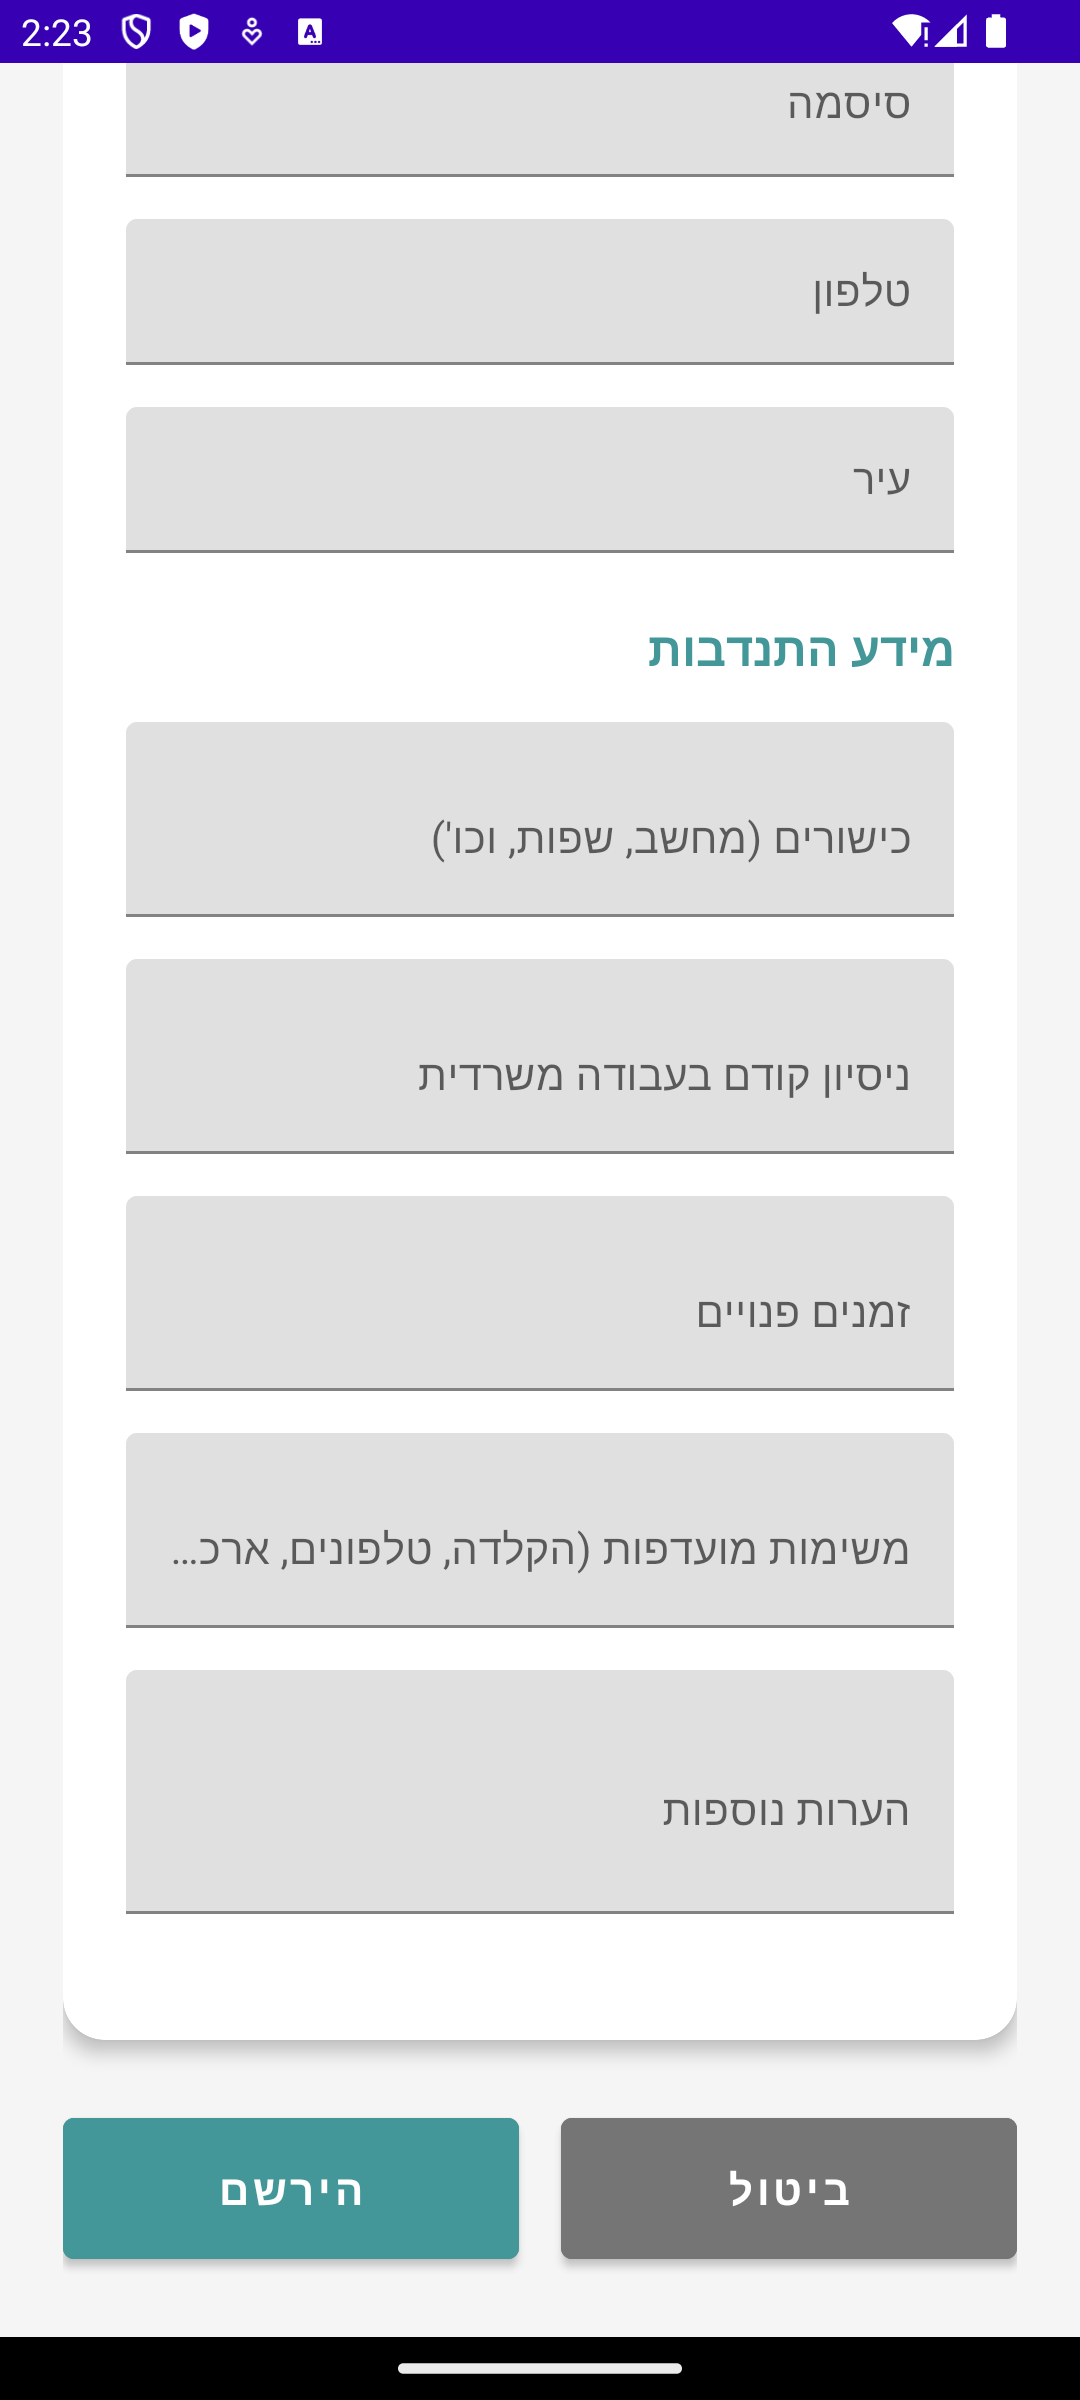 2:23
סיסמה
טלפון
עיר
מידע התנדבות
כישורים (מחשב, שפות, וכו')
ניסיון קודם בעבודה משרדית
זמנים פנויים
משימות מועדפות (הקלדה, טלפונים, ארכ...
הערות נוספות
ביטול
הירשם